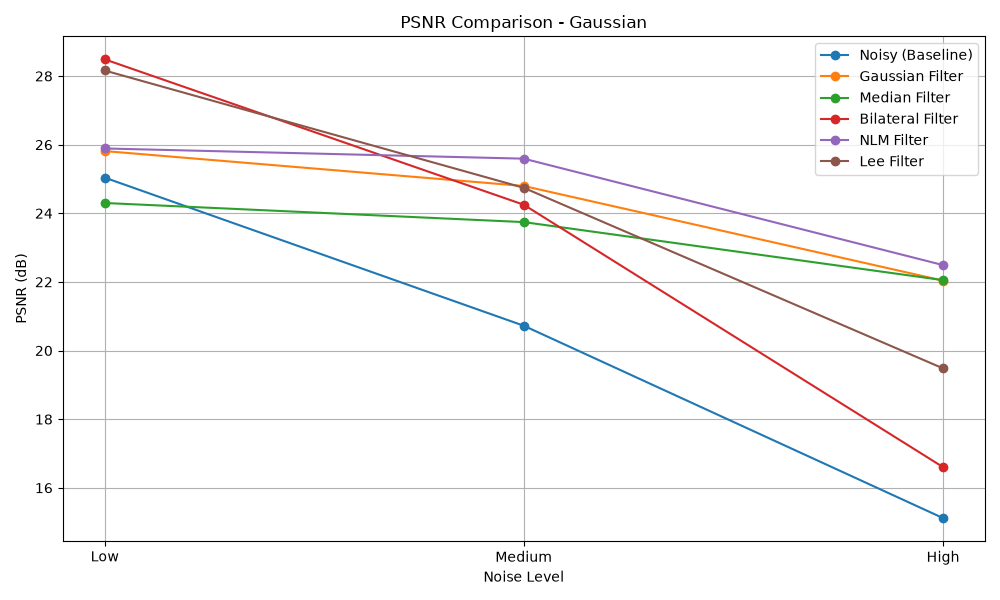 PSNR Comparison - Gaussian
Noisy (Baseline)
Gaussian Filter
Median Filter
Bilateral Filter
NLM Filter
Lee Filter
PSNR (dB)
28
26
24
22
20
18
16
Low
Medium
High
Noise Level